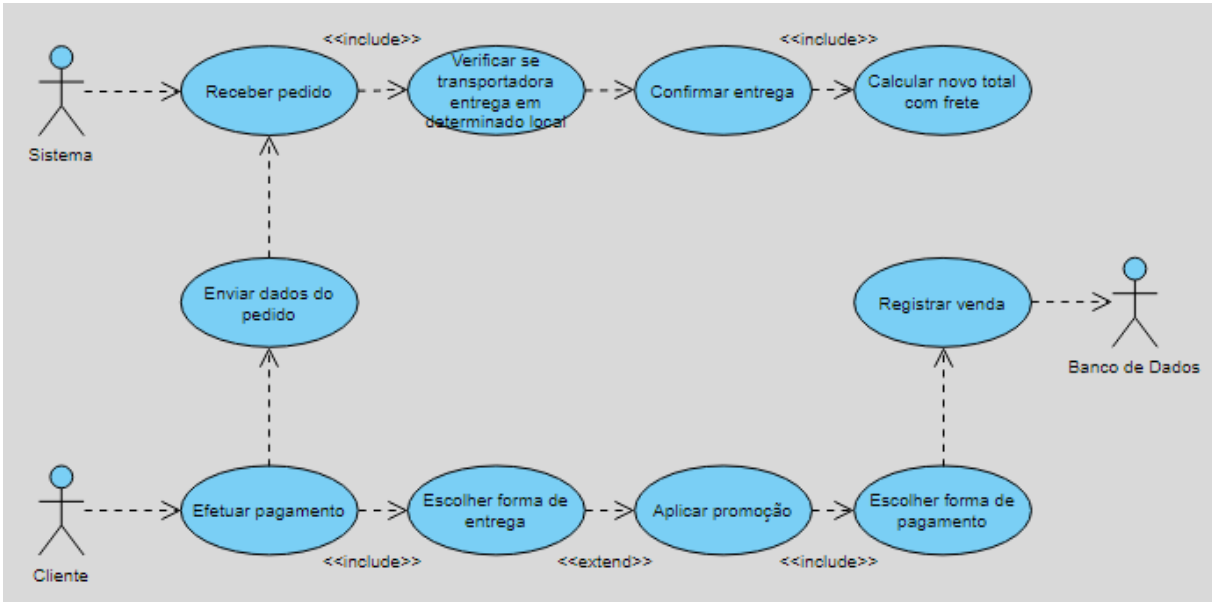 <<include>>
<<include>>
Receber pedido
Verificar se
transportadora
entrega em
determinado local
Confirmar entrega
Calcular novo total
com frete
Sistema
Enviar dados do
pedido
Registrar venda
Banco de Dados
Efetuar pagamento
Escolher forma de
entrega
Aplicar promoção
Escolher forma de
pagamento
<<include>>
<<extend>>
<<include>>
Cliente